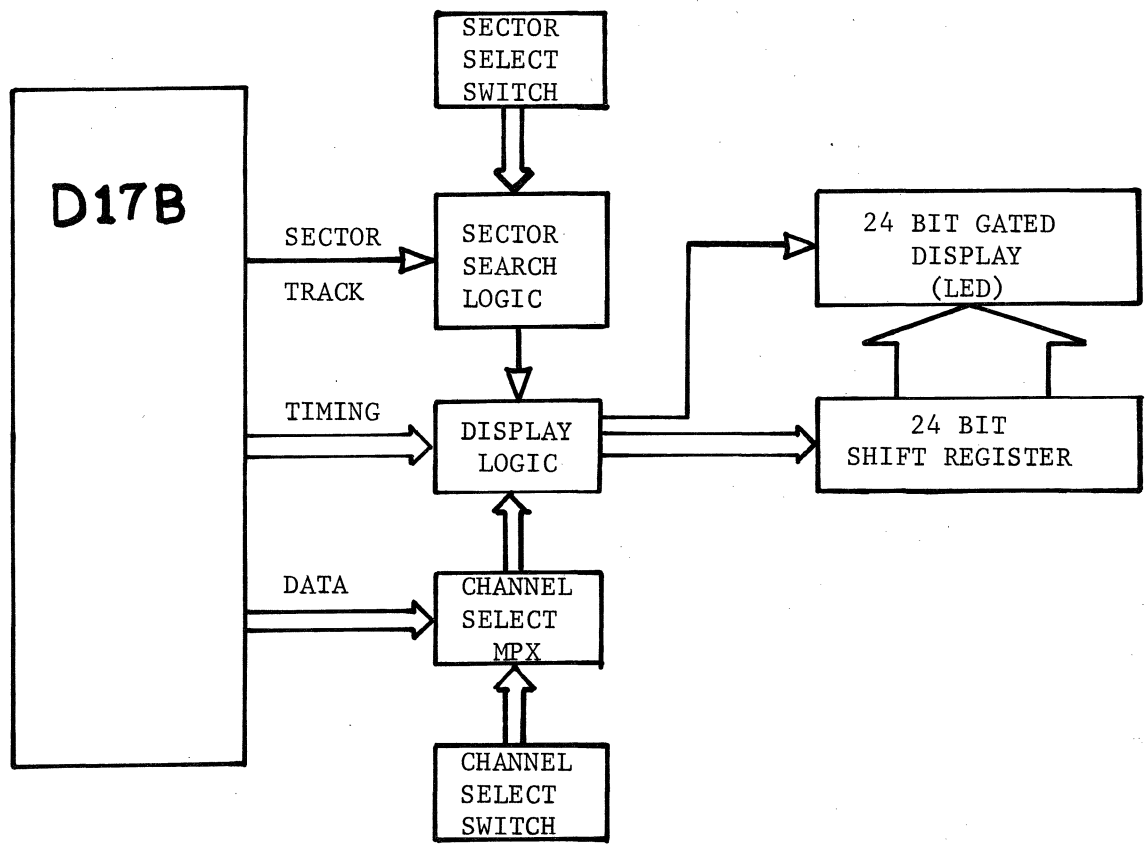 SECTOR
SELECT
SWITCH
D17B
SECTOR
TRACK
SECTOR
SEARCH
LOGIC
24 BIT GATED
DISPLAY
(LED)
TIMING
DISPLAY
LOGIC
24 BIT
SHIFT REGISTER
DATA
CHANNEL
SELECT
MPX
CHANNEL
SELECT
SWITCH